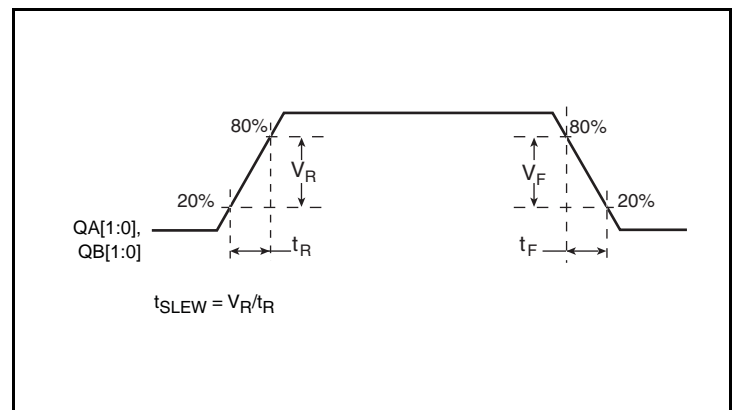 80% 80%
V_R V_F
20% 20%
QA[1:0],
QB[1:0]
t_R t_F
t_SLEW = V_R/t_R